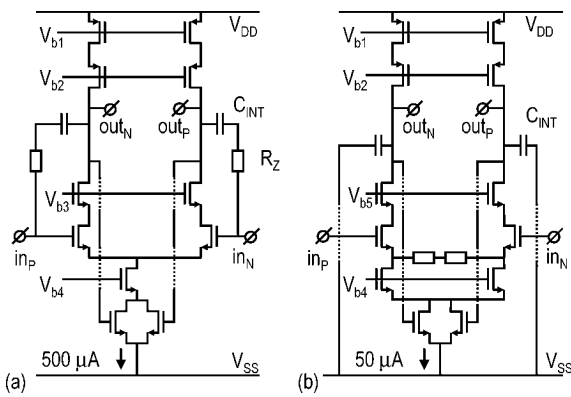 V_b1
V_DD
V_b2
out_N
out_P
C_INT
R_Z
V_b3
in_P
in_N
V_b4
500 μA
V_SS
(a)
V_b1
V_DD
V_b2
out_N
out_P
C_INT
V_b5
in_P
in_N
V_b4
50 μA
V_SS
(b)